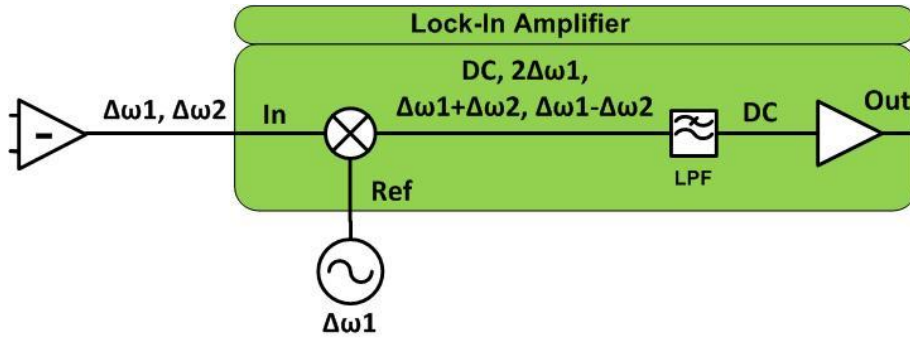 Lock-In Amplifier
DC, 2Δω1,
Δω1+Δω2, Δω1-Δω2
Δω1, Δω2
In
DC
Out
LPF
Ref
Δω1